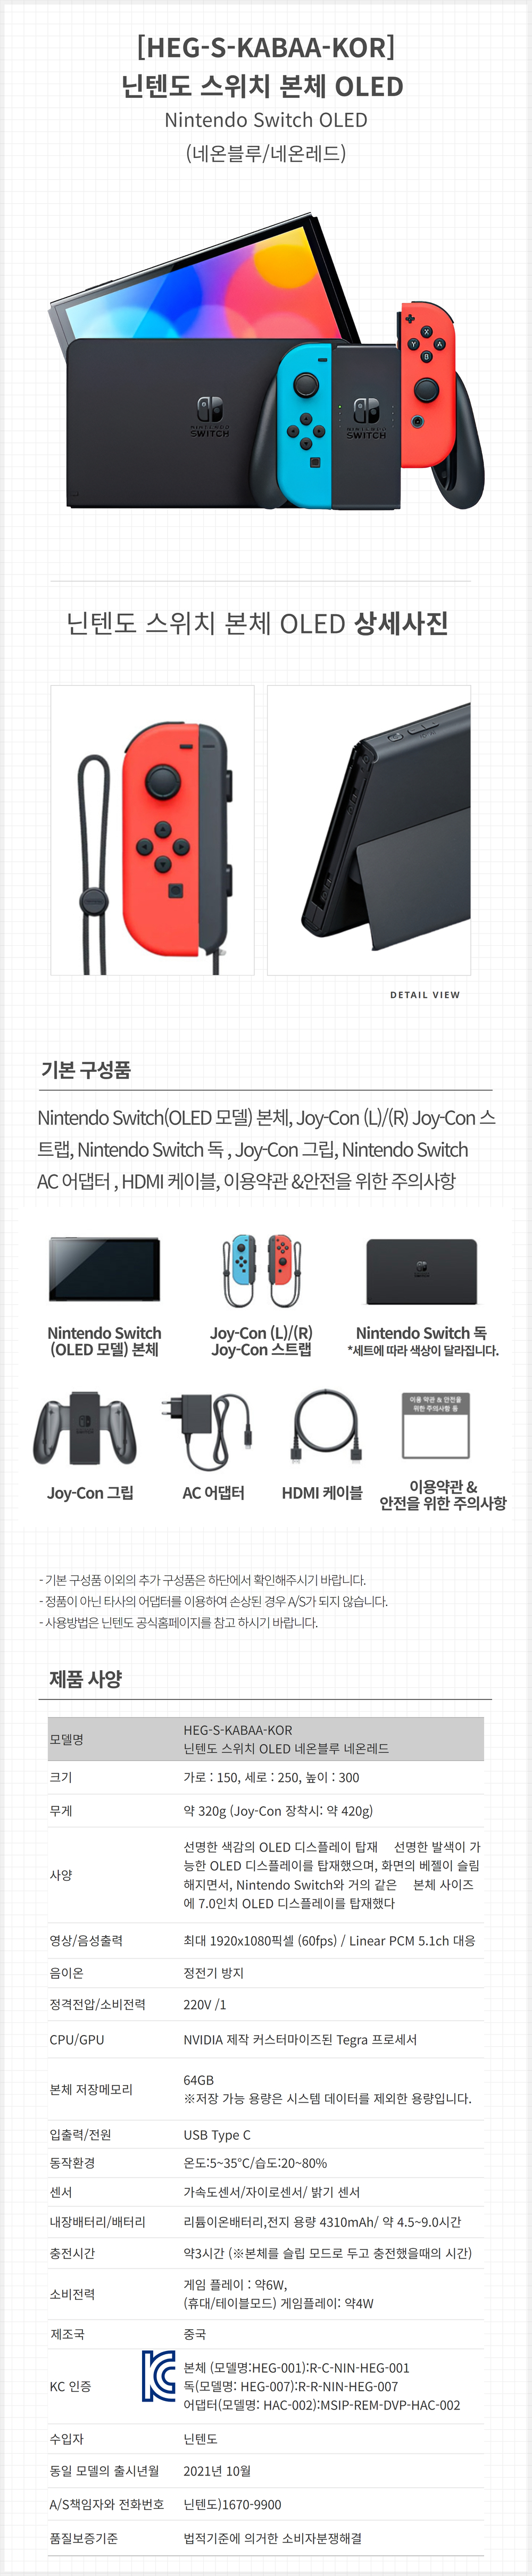 [HEG-S-KABAA-KOR]
닌텐도 스위치 본체 OLED
Nintendo Switch OLED
(네온블루/네온레드)
NINTENDO
SWITCH
NINTENDO
SWITCH
X
Y
A
B
닌텐도 스위치 본체 OLED 상세사진
DETAIL VIEW
기본 구성품
Nintendo Switch(OLED 모델) 본체, Joy-Con (L)/(R) Joy-Con 스
트랩, Nintendo Switch 독 , Joy-Con 그립, Nintendo Switch
AC 어댑터 , HDMI 케이블, 이용약관 &안전을 위한 주의사항
Nintendo Switch
(OLED 모델) 본체
Joy-Con (L)/(R)
Joy-Con 스트랩
Nintendo Switch 독
*세트에 따라 색상이 달라집니다.
이용 약관 & 안전을
위한 주의사항 등
Joy-Con 그립
AC 어댑터
HDMI 케이블
이용약관 &
안전을 위한 주의사항
- 기본 구성품 이외의 추가 구성품은 하단에서 확인해주시기 바랍니다.
- 정품이 아닌 타사의 어댑터를 이용하여 손상된 경우 A/S가 되지 않습니다.
- 사용방법은 닌텐도 공식홈페이지를 참고 하시기 바랍니다.
제품 사양
모델명
HEG-S-KABAA-KOR
닌텐도 스위치 OLED 네온블루 네온레드
크기
가로 : 150, 세로 : 250, 높이 : 300
무게
약 320g (Joy-Con 장착시: 약 420g)
사양
선명한 색감의 OLED 디스플레이 탑재 선명한 발색이 가
능한 OLED 디스플레이를 탑재했으며, 화면의 베젤이 슬림
해지면서, Nintendo Switch와 거의 같은 본체 사이즈
에 7.0인치 OLED 디스플레이를 탑재했다
영상/음성출력
최대 1920x1080픽셀 (60fps) / Linear PCM 5.1ch 대응
음이온
정전기 방지
정격전압/소비전력
220V /1
CPU/GPU
NVIDIA 제작 커스터마이즈된 Tegra 프로세서
본체 저장메모리
64GB
※저장 가능 용량은 시스템 데이터를 제외한 용량입니다.
입출력/전원
USB Type C
동작환경
온도:5~35℃/습도:20~80%
센서
가속도센서/자이로센서/ 밝기 센서
내장배터리/배터리
리튬이온배터리,전지 용량 4310mAh/ 약 4.5~9.0시간
충전시간
약3시간 (※본체를 슬립 모드로 두고 충전했을때의 시간)
소비전력
게임 플레이 : 약6W,
(휴대/테이블모드) 게임플레이: 약4W
제조국
중국
KC 인증
본체 (모델명:HEG-001):R-C-NIN-HEG-001
독(모델명: HEG-007):R-R-NIN-HEG-007
어댑터(모델명: HAC-002):MSIP-REM-DVP-HAC-002
수입자
닌텐도
동일 모델의 출시년월
2021년 10월
A/S책임자와 전화번호
닌텐도)1670-9900
품질보증기준
법적기준에 의거한 소비자분쟁해결